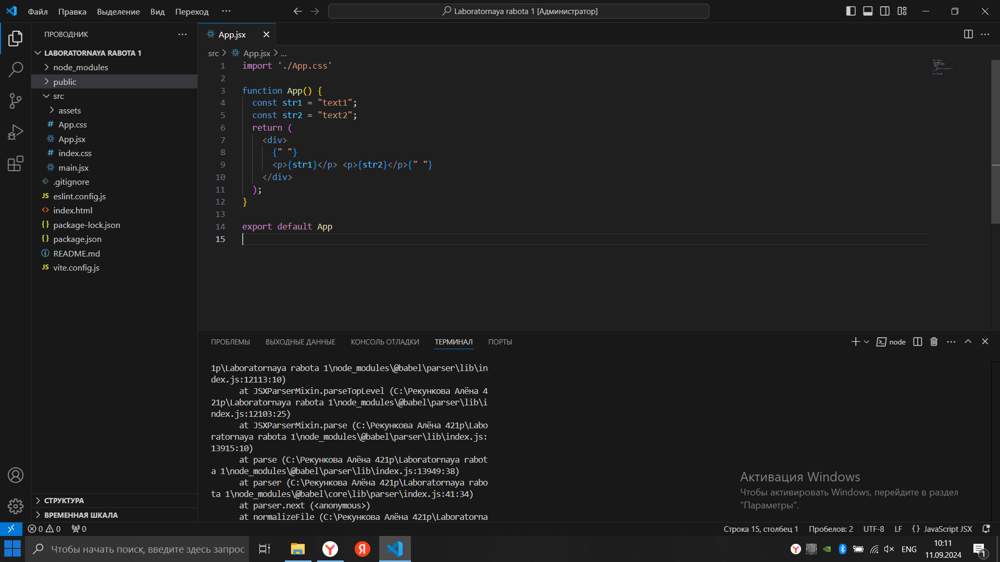 Файл Правка Выделение Вид Переход ··· Laboratornaya rabota 1 [Администратор]
ПРОВОДНИК
LABORATORNAYA RABOTA 1
node_modules
public
src
assets
# App.css
App.jsx
# index.css
main.jsx
.gitignore
JS eslint.config.js
<> index.html
{} package-lock.json
{} package.json
README.md
JS vite.config.js
СТРУКТУРА
ВРЕМЕННАЯ ШКАЛА
App.jsx
src > App.jsx > ...
1 import './App.css'
2
3 function App() {
4 const str1 = "text1";
5 const str2 = "text2";
6 return (
7 <div>
8 {" "}
9 <p>{str1}</p> <p>{str2}</p>{" "}
10 </div>
11 );
12 }
13
14 export default App
15
ПРОБЛЕМЫ ВЫХОДНЫЕ ДАННЫЕ КОНСОЛЬ ОТЛАДКИ ТЕРМИНАЛ ПОРТЫ node
1p\Laboratornaya rabota 1\node_modules\@babel\parser\lib\in
dex.js:12113:10)
at JSXParserMixin.parseTopLevel (C:\Рекункова Алёна 4
21p\Laboratornaya rabota 1\node_modules\@babel\parser\lib\i
ndex.js:12103:25)
at JSXParserMixin.parse (C:\Рекункова Алёна 421p\Labo
ratornaya rabota 1\node_modules\@babel\parser\lib\index.js:
13915:10)
at parse (C:\Рекункова Алёна 421p\Laboratornaya rabot
a 1\node_modules\@babel\parser\lib\index.js:13949:38)
at parser (C:\Рекункова Алёна 421p\Laboratornaya rabo
ta 1\node_modules\@babel\core\lib\parser\index.js:41:34)
at parser.next (<anonymous>)
at normalizeFile (C:\Рекункова Алёна 421p\Laboratorna
Активация Windows
Чтобы активировать Windows, перейдите в раздел
"Параметры".
0 0 0 Строка 15, столбец 1 Пробелов: 2 UTF-8 LF {} JavaScript JSX
Чтобы начать поиск, введите здесь запрос
Y Я Y ENG
10:11
11.09.2024
1